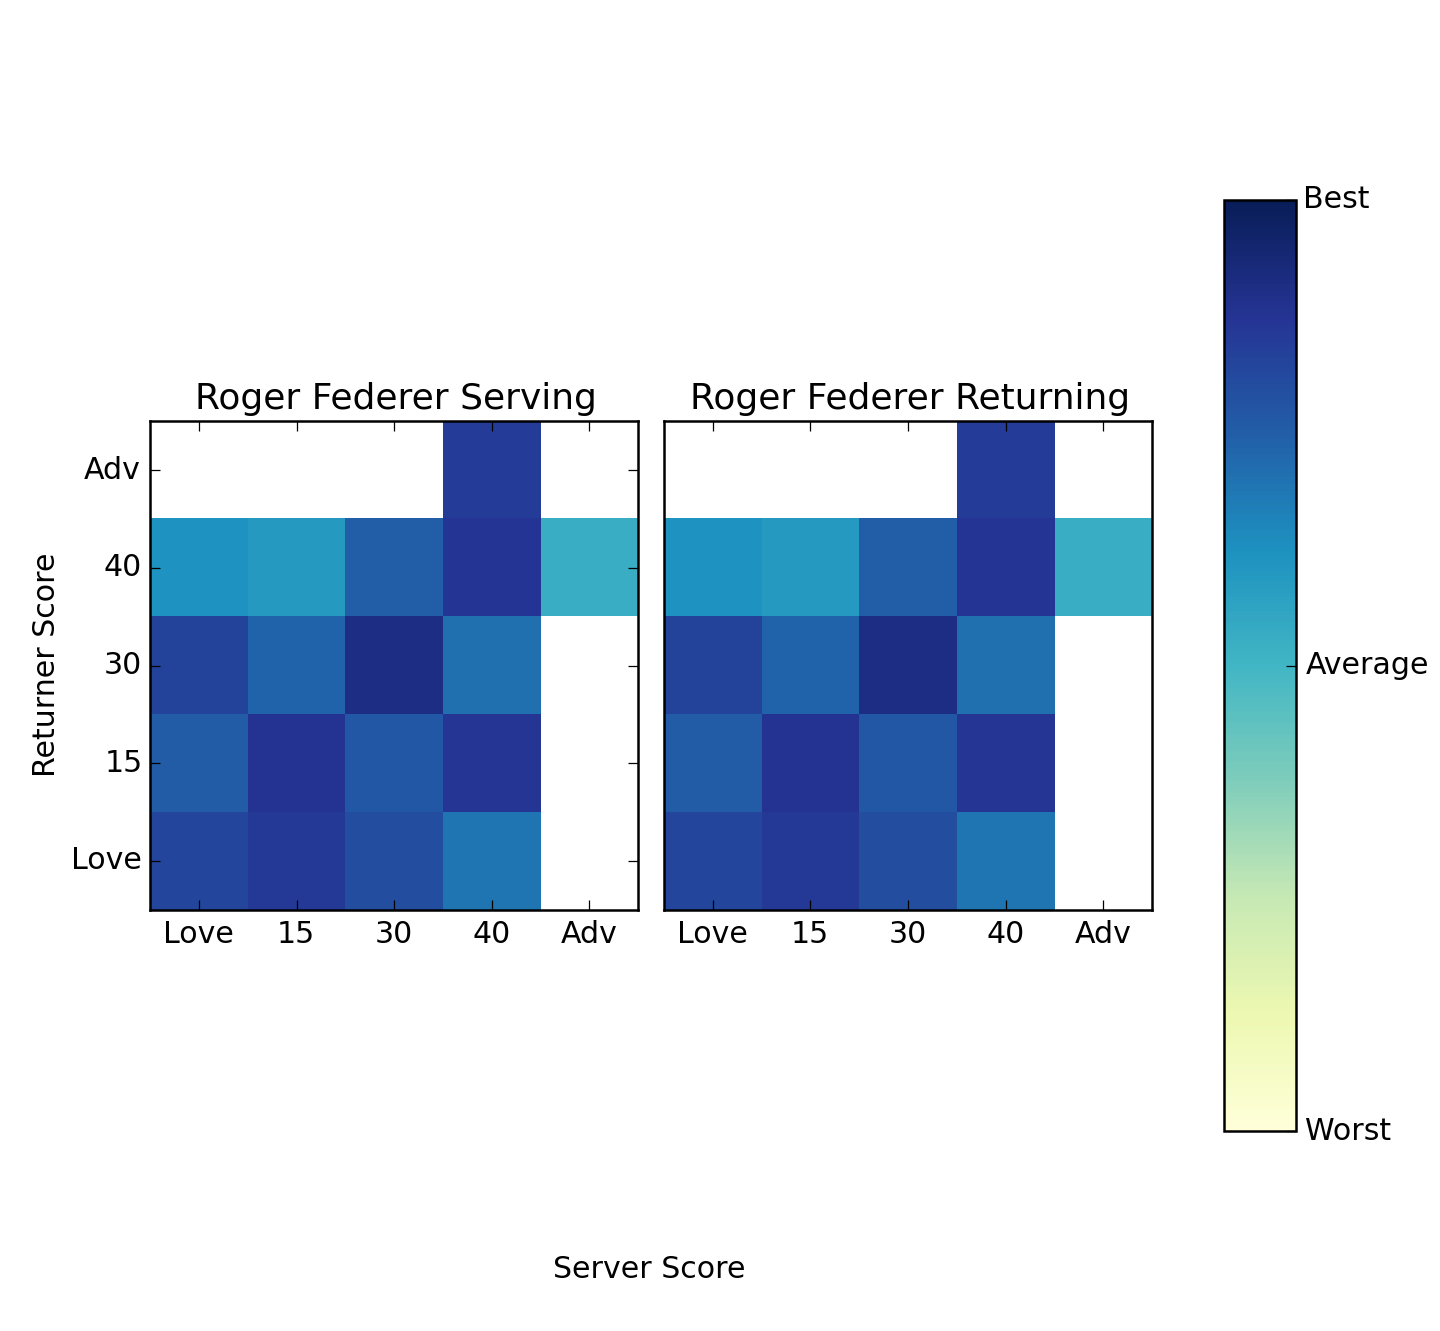 Roger Federer Serving
Roger Federer Returning
Best
Average
Worst
Returner Score
Adv
40
30
15
Love
Love 15 30 40 Adv
Love 15 30 40 Adv
Server Score